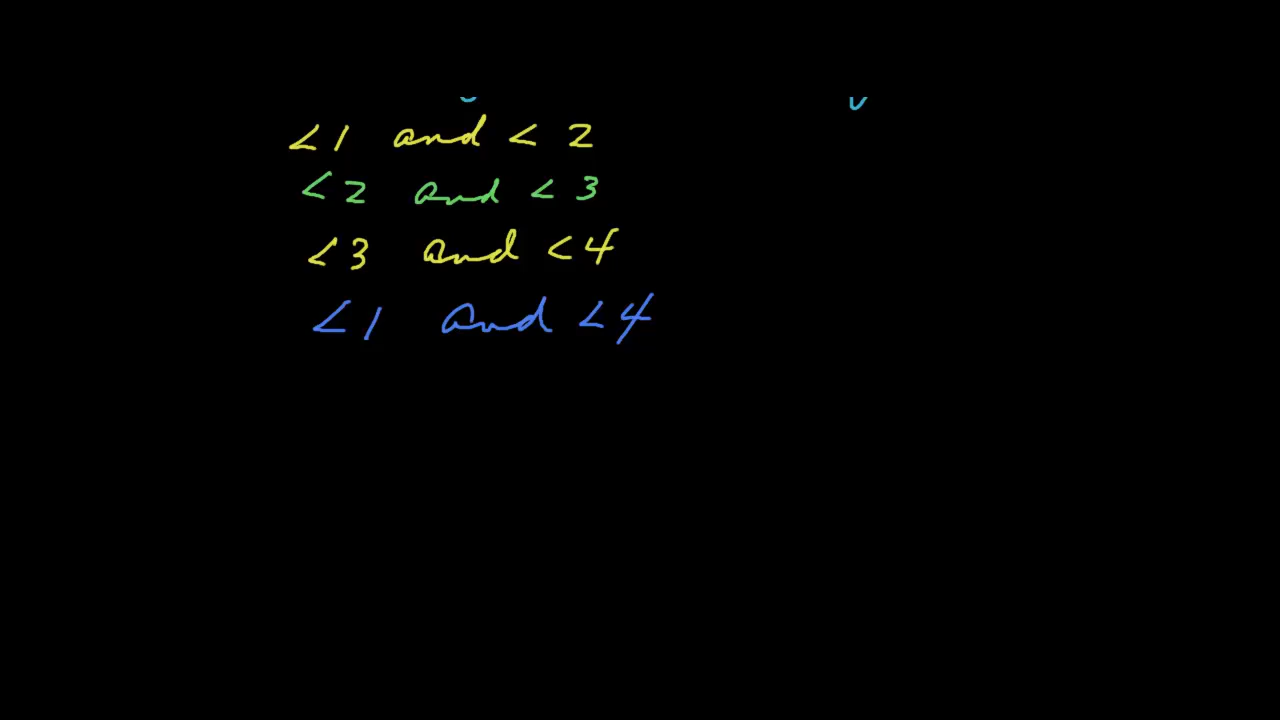 <1 and < 2
<2 and < 3
<3 and <4
<1 and <4